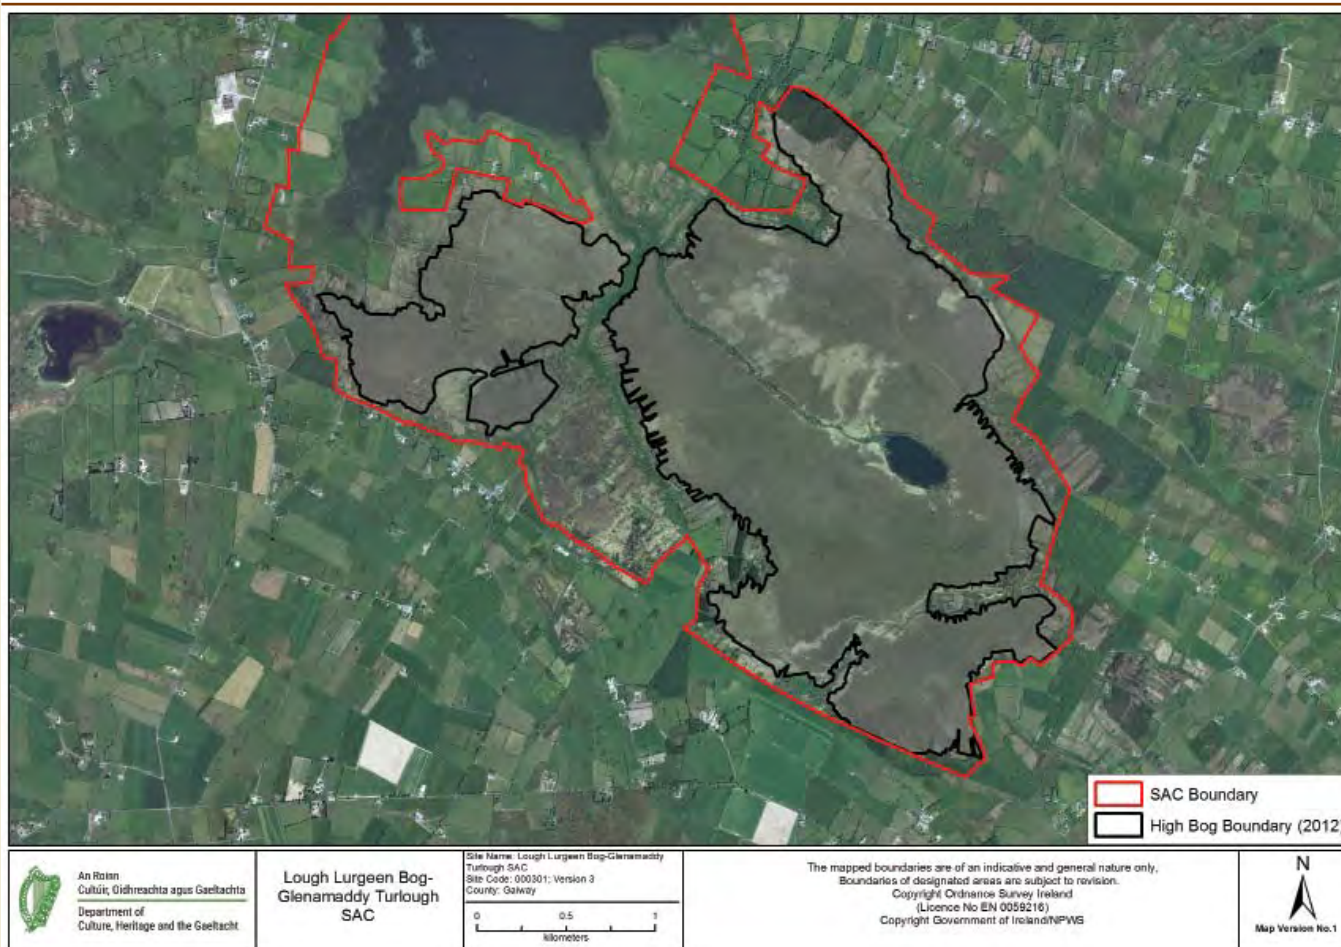 SAC Boundary
High Bog Boundary (2012
An Roinn
Cultúir, Oidhreachta agus Gaeltachta
Department of
Culture, Heritage and the Gaeltacht
Lough Lurgeen Bog-
Glenamaddy Turlough
SAC
Site Name: Lough Lurgeen Bog-Glenamaddy
Turlough SAC
Site Code: 000301; Version 3
County: Galway
0 0.5 1
kilometers
The mapped boundaries are of an indicative and general nature only.
Boundaries of designated areas are subject to revision.
Copyright Ordnance Survey Ireland
(Licence No EN 0059216)
Copyright Government of Ireland/NPWS
N
Map Version No.1